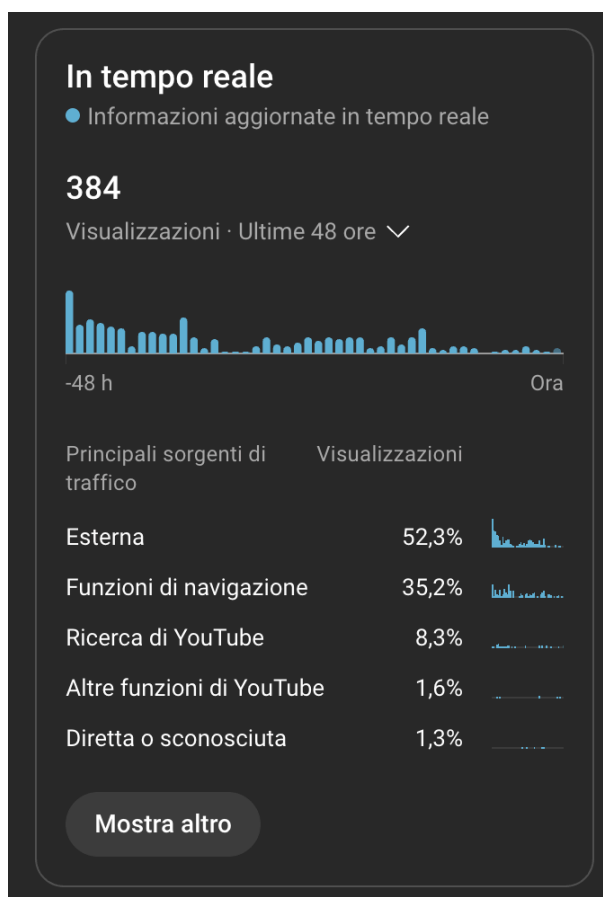 In tempo reale
Informazioni aggiornate in tempo reale
384
Visualizzazioni · Ultime 48 ore
-48 h Ora
Principali sorgenti di Visualizzazioni
traffico
Esterna 52,3%
Funzioni di navigazione 35,2%
Ricerca di YouTube 8,3%
Altre funzioni di YouTube 1,6%
Diretta o sconosciuta 1,3%
Mostra altro